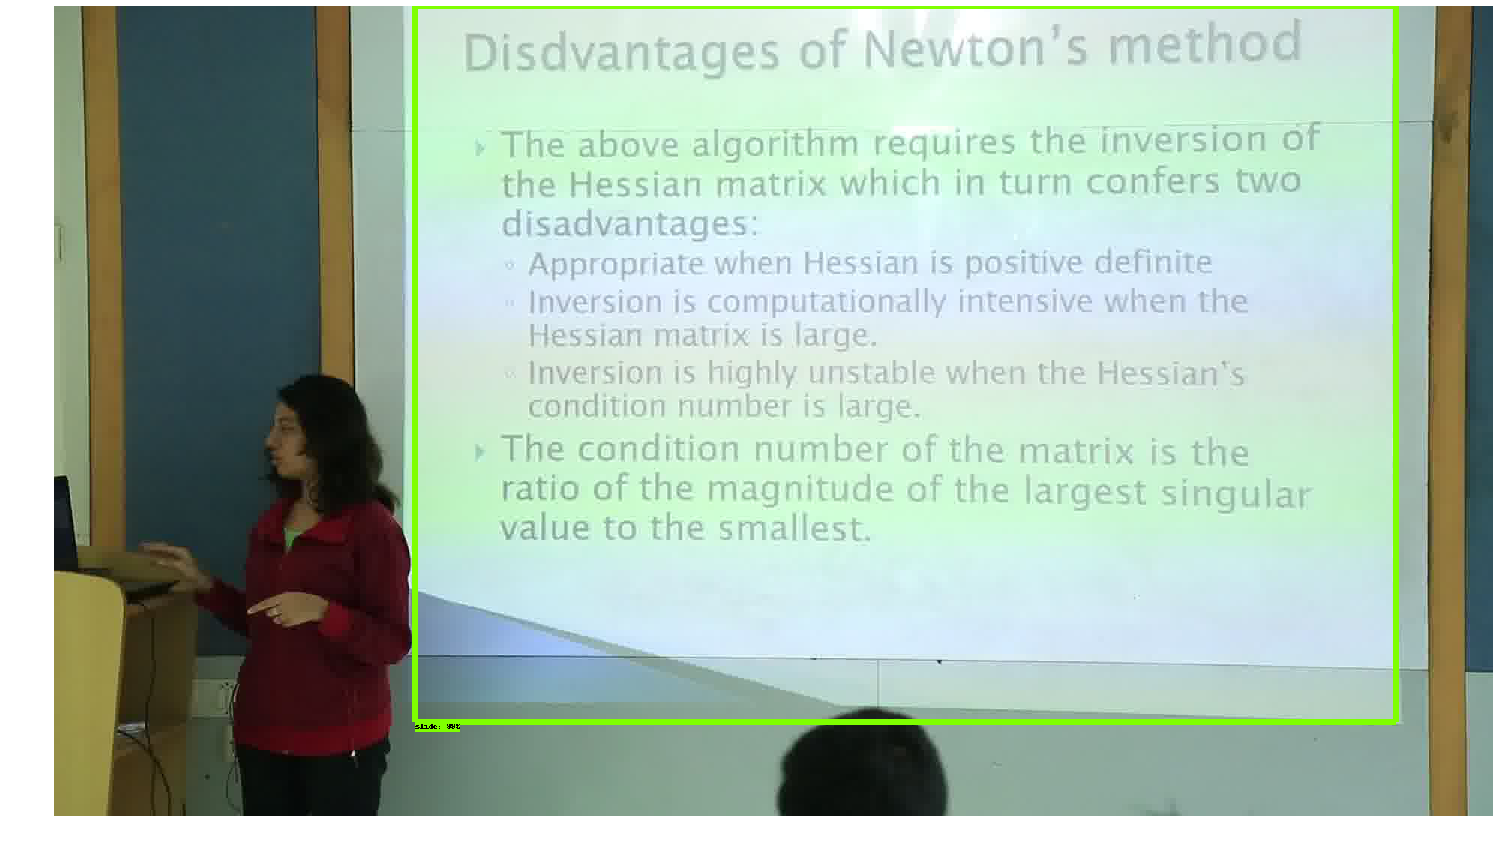 Disdvantages of Newton's method
The above algorithm requires the inversion of
the Hessian matrix which in turn confers two
disadvantages:
Appropriate when Hessian is positive definite
Inversion is computationally intensive when the
Hessian matrix is large.
Inversion is highly unstable when the Hessian's
condition number is large.
The condition number of the matrix is the
ratio of the magnitude of the largest singular
value to the smallest.
slide: 99%